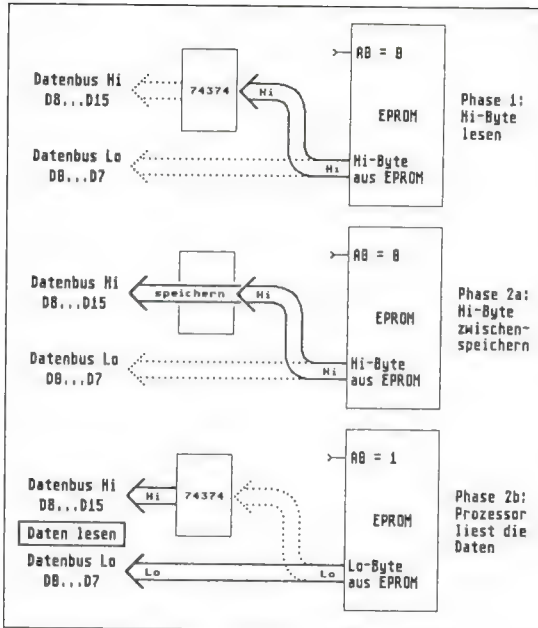 Datenbus Hi
D8...D15
74374
Hi
A0 = 0
EPROM
Phase 1:
Hi-Byte
lesen
Datenbus Lo
D0...D7
Hi
Hi-Byte
aus EPROM
Datenbus Hi
D8...D15
speichern
Hi
A0 = 0
EPROM
Phase 2a:
Hi-Byte
zwischen-
speichern
Datenbus Lo
D0...D7
Hi
Hi-Byte
aus EPROM
Datenbus Hi
D8...D15
Hi
74374
A0 = 1
EPROM
Phase 2b:
Prozessor
liest die
Daten
Daten lesen
Datenbus Lo
D0...D7
Lo
Lo
Lo-Byte
aus EPROM